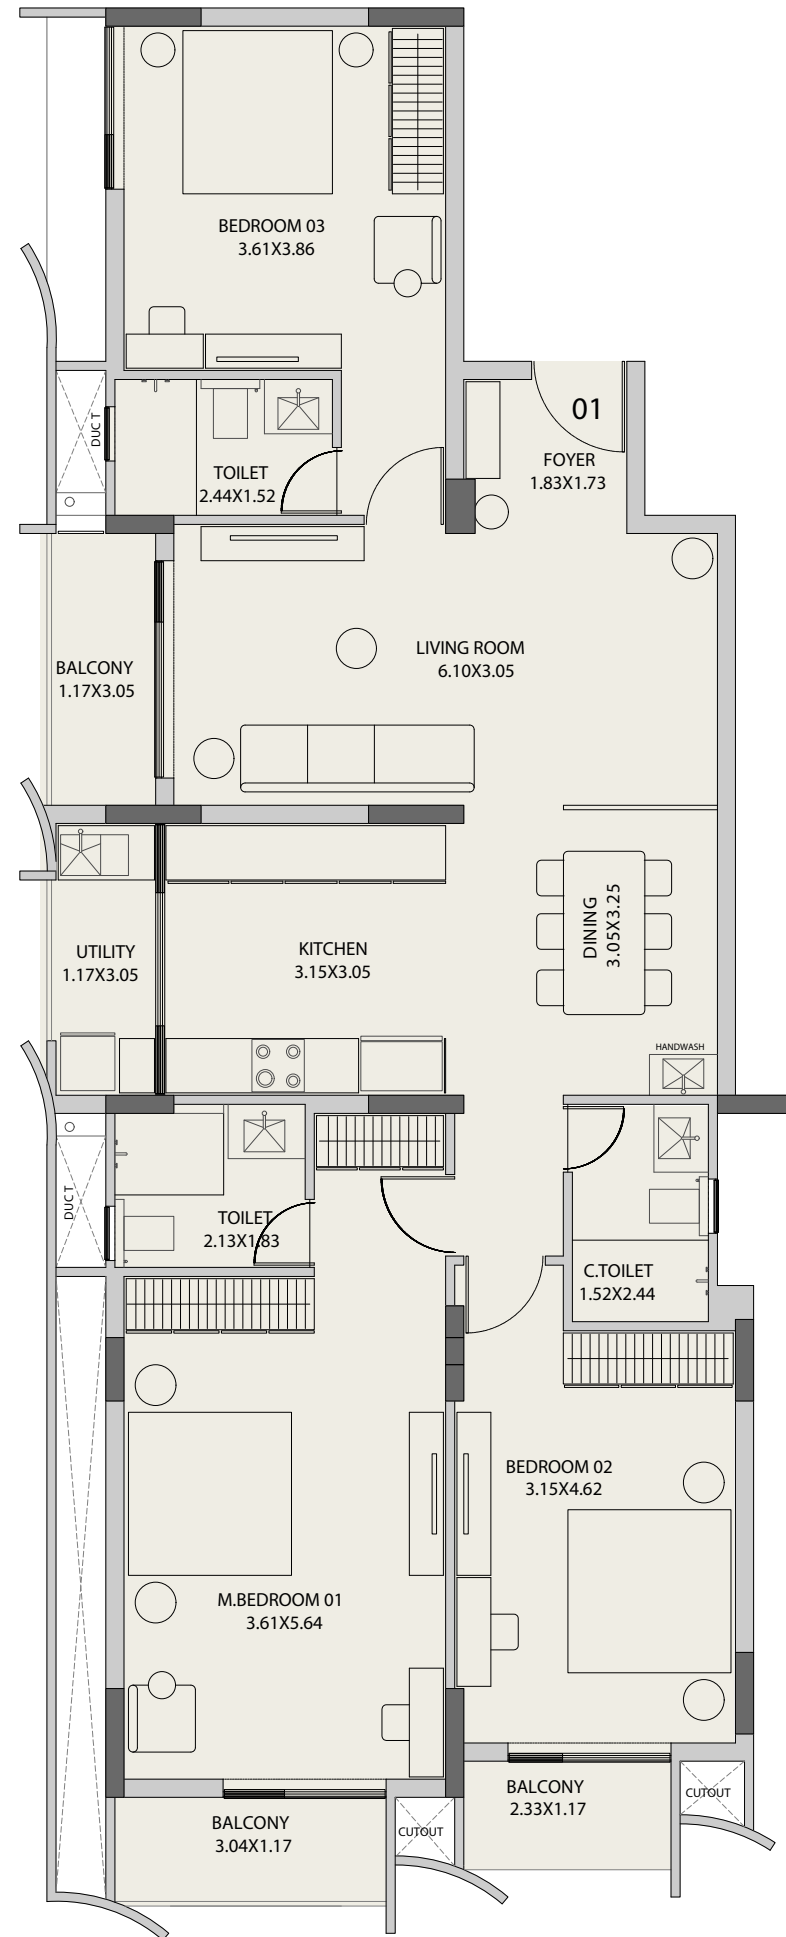 BEDROOM 03
3.61X3.86
01
FOYER
1.83X1.73
DUCT
TOILET
2.44X1.52
LIVING ROOM
6.10X3.05
BALCONY
1.17X3.05
DINING
3.05X3.25
UTILITY
1.17X3.05
KITCHEN
3.15X3.05
HANDWASH
DUCT
TOILET
2.13X1.83
C.TOILET
1.52X2.44
BEDROOM 02
3.15X4.62
M.BEDROOM 01
3.61X5.64
BALCONY
2.33X1.17
CUTOUT
BALCONY
3.04X1.17
CUTOUT